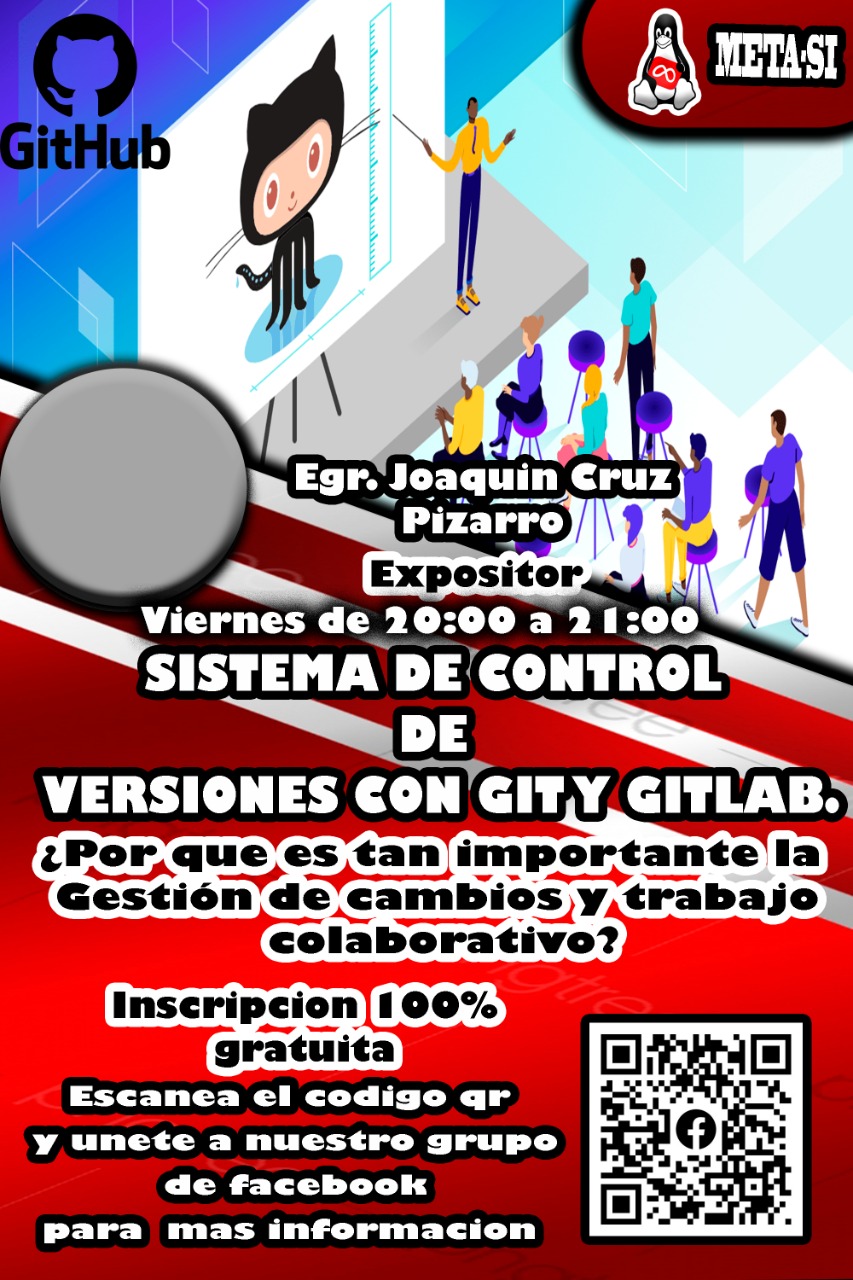 GitHub
META-SI
Egr. Joaquin Cruz
Pizarro
Expositor
Viernes de 20:00 a 21:00
SISTEMA DE CONTROL
DE
VERSIONES CON GIT Y GITLAB.
¿Por que es tan importante la
Gestión de cambios y trabajo
colaborativo?
Inscripcion 100%
gratuita
Escanea el codigo qr
y unete a nuestro grupo
de facebook
para mas informacion